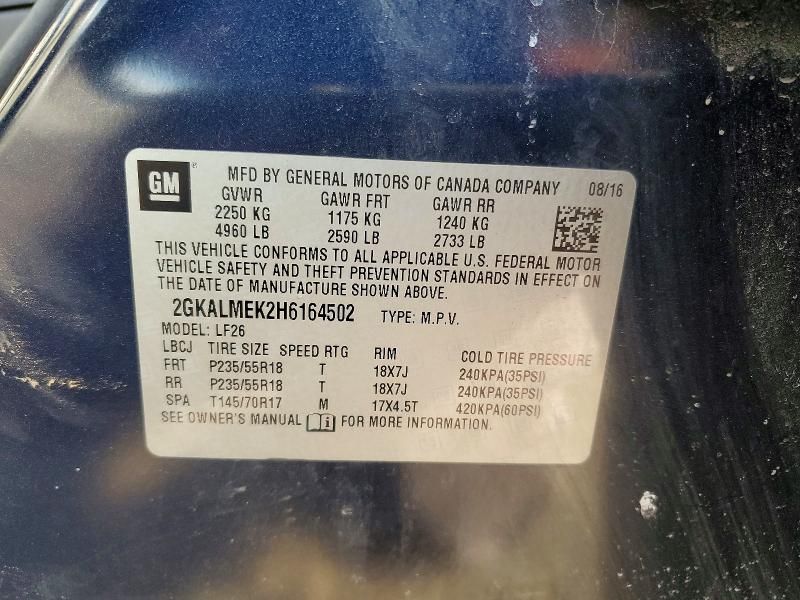 GM ® MFD BY GENERAL MOTORS OF CANADA COMPANY 08/16
GVWR GAWR FRT GAWR RR
2250 KG 1175 KG 1240 KG
4960 LB 2590 LB 2733 LB
THIS VEHICLE CONFORMS TO ALL APPLICABLE U.S. FEDERAL MOTOR
VEHICLE SAFETY AND THEFT PREVENTION STANDARDS IN EFFECT ON
THE DATE OF MANUFACTURE SHOWN ABOVE.
2GKALMEK2H6164502 TYPE: M.P.V.
MODEL: LF26
LBCJ TIRE SIZE SPEED RTG RIM COLD TIRE PRESSURE
FRT P235/55R18 T 18X7J 240KPA(35PSI)
RR P235/55R18 T 18X7J 240KPA(35PSI)
SPA T145/70R17 M 17X4.5T 420KPA(60PSI)
SEE OWNER'S MANUAL i FOR MORE INFORMATION.